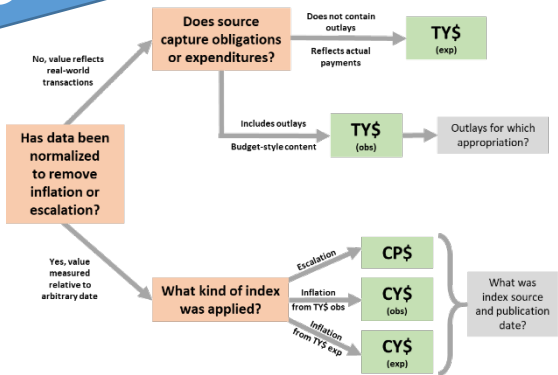 Does source
capture obligations
or expenditures?
Does not contain
outlays
Reflects actual
payments
TY$
(exp)
No, value reflects
real-world
transactions
Includes outlays
Budget-style content
TY$
(obs)
Outlays for which
appropriation?
Has data been
normalized
to remove
inflation or
escalation?
Yes, value
measured
relative to
arbitrary date
What kind of index
was applied?
Escalation
CP$
Inflation
from TY$ obs
CY$
(obs)
Inflation
from TY$ exp
CY$
(exp)
What was
index source
and publication
date?